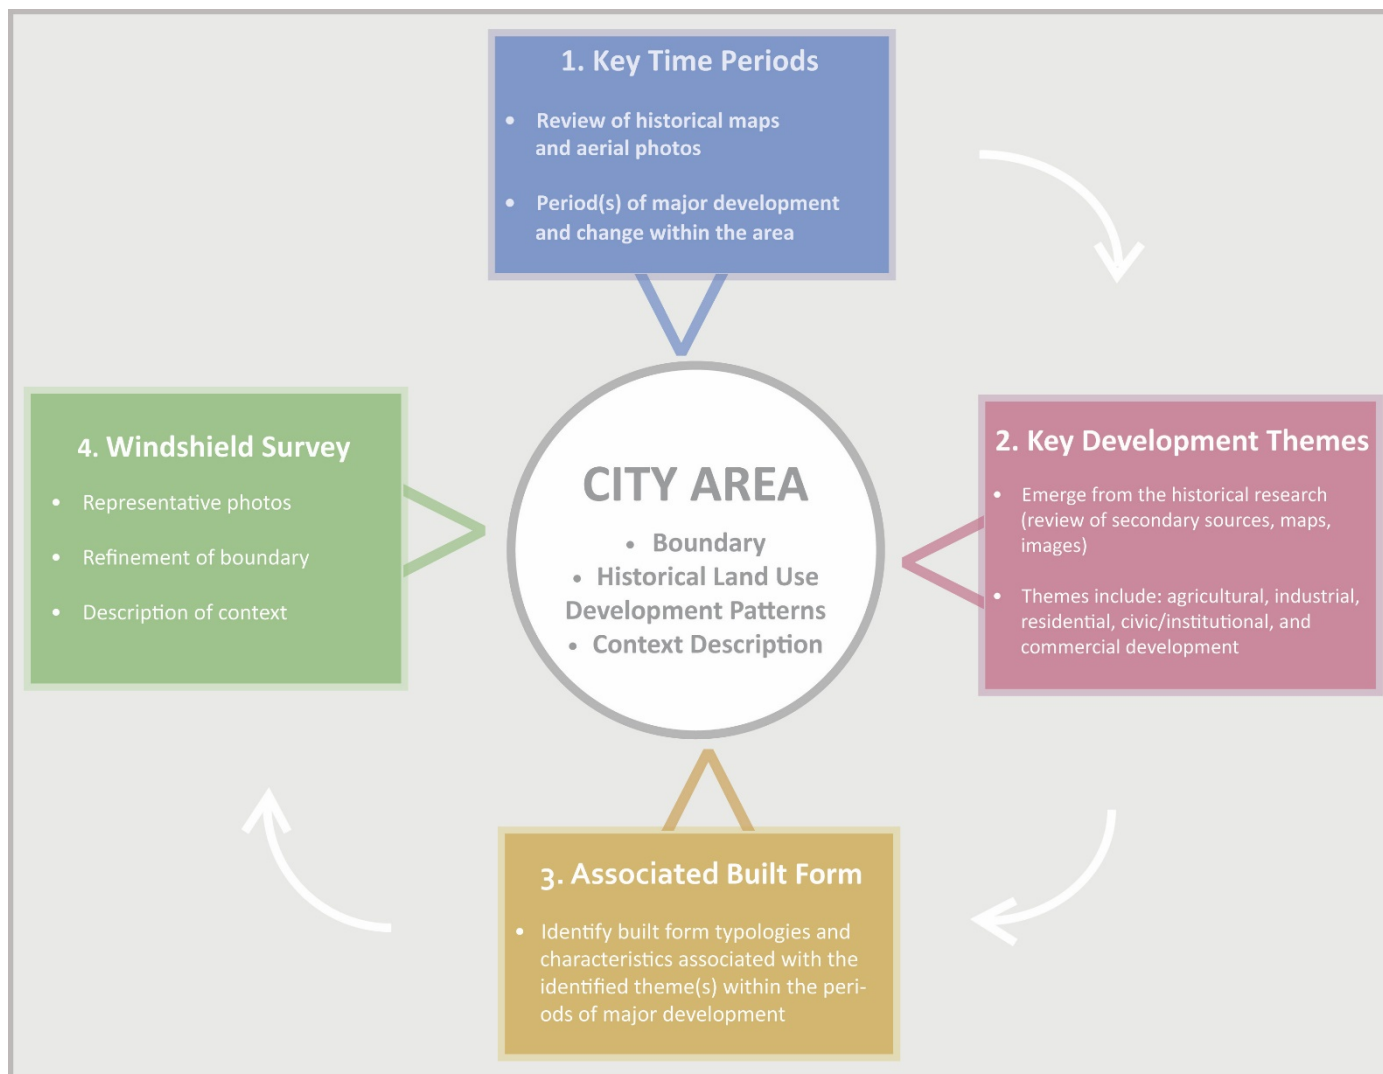 1. Key Time Periods
• Review of historical maps
and aerial photos
• Period(s) of major development
and change within the area
2. Key Development Themes
• Emerge from the historical research
(review of secondary sources, maps,
images)
• Themes include: agricultural, industrial,
residential, civic/institutional, and
commercial development
3. Associated Built Form
• Identify built form typologies and
characteristics associated with the
identified theme(s) within the peri-
ods of major development
4. Windshield Survey
• Representative photos
• Refinement of boundary
• Description of context
CITY AREA
• Boundary
• Historical Land Use
Development Patterns
• Context Description